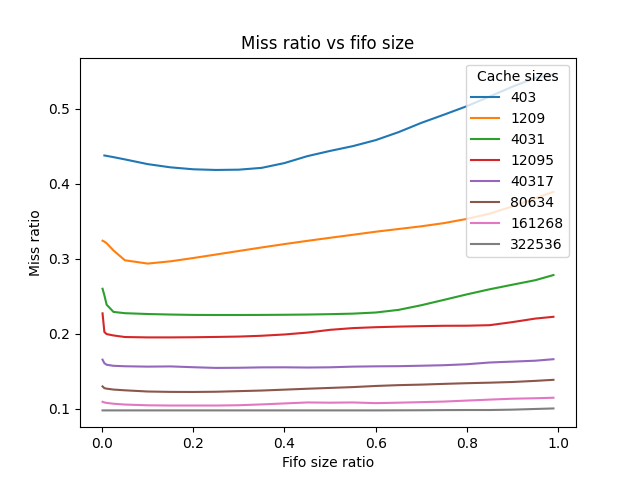 Miss ratio vs fifo size
Cache sizes
403
1209
4031
12095
40317
80634
161268
322536
Miss ratio
0.5
0.4
0.3
0.2
0.1
0.0 0.2 0.4 0.6 0.8 1.0
Fifo size ratio